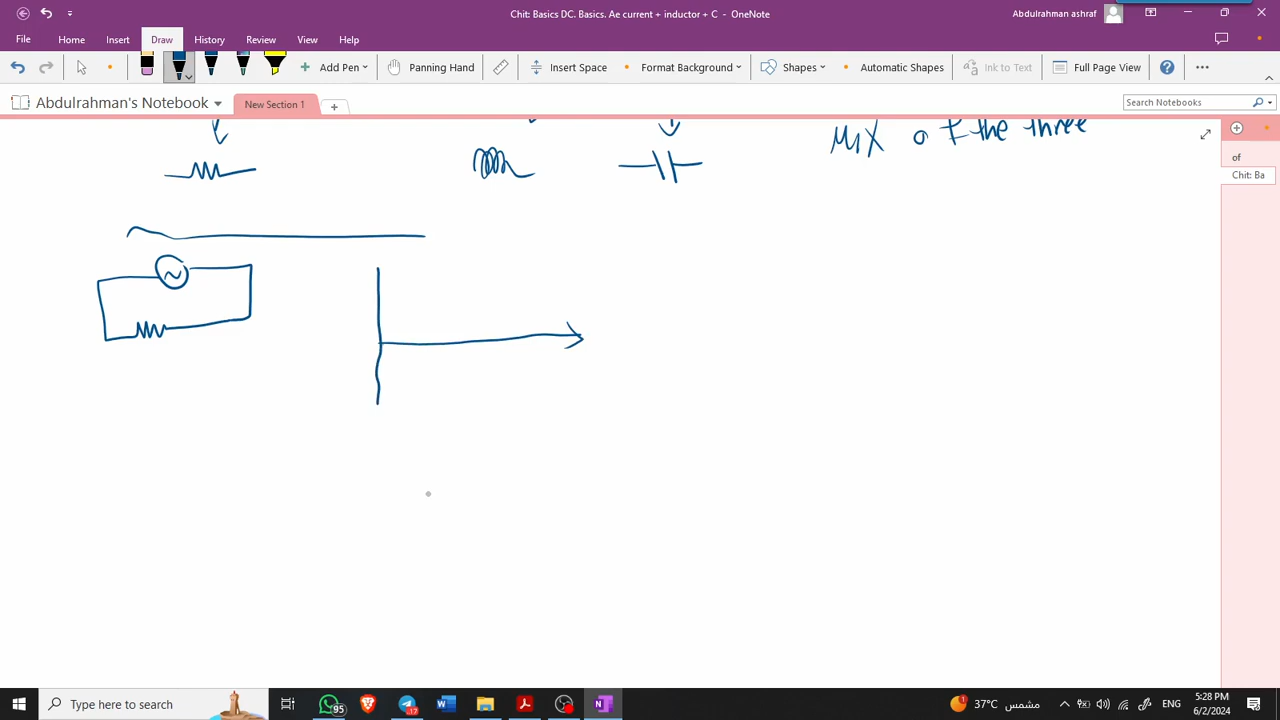 Chit: Basics DC. Basics. Ae current + inductor + C - OneNote
Abdulrahman ashraf
File Home Insert Draw History Review View Help
Add Pen Panning Hand Insert Space Format Background Shapes Automatic Shapes Ink to Text Full Page View
Abdulrahman's Notebook New Section 1
Search Notebooks
MIX of the three
of
Chit: Ba
Type here to search
95
17
1
37°C مشمس
ENG
5:28 PM
6/2/2024